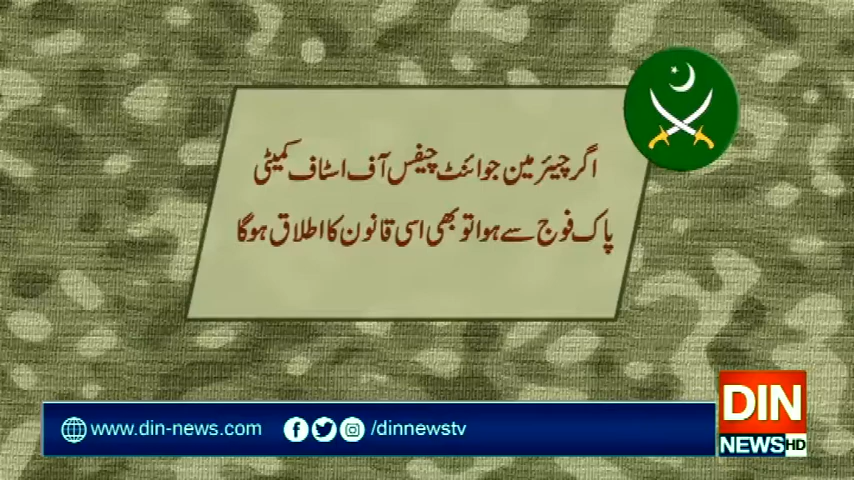 اگر چیئرمین جوائنٹ چیفس آف اسٹاف کمیٹی
پاک فوج سے ہوا تو بھی اسی قانون کا اطلاق ہوگا
www.din-news.com
/dinnewstv
DIN
NEWS HD